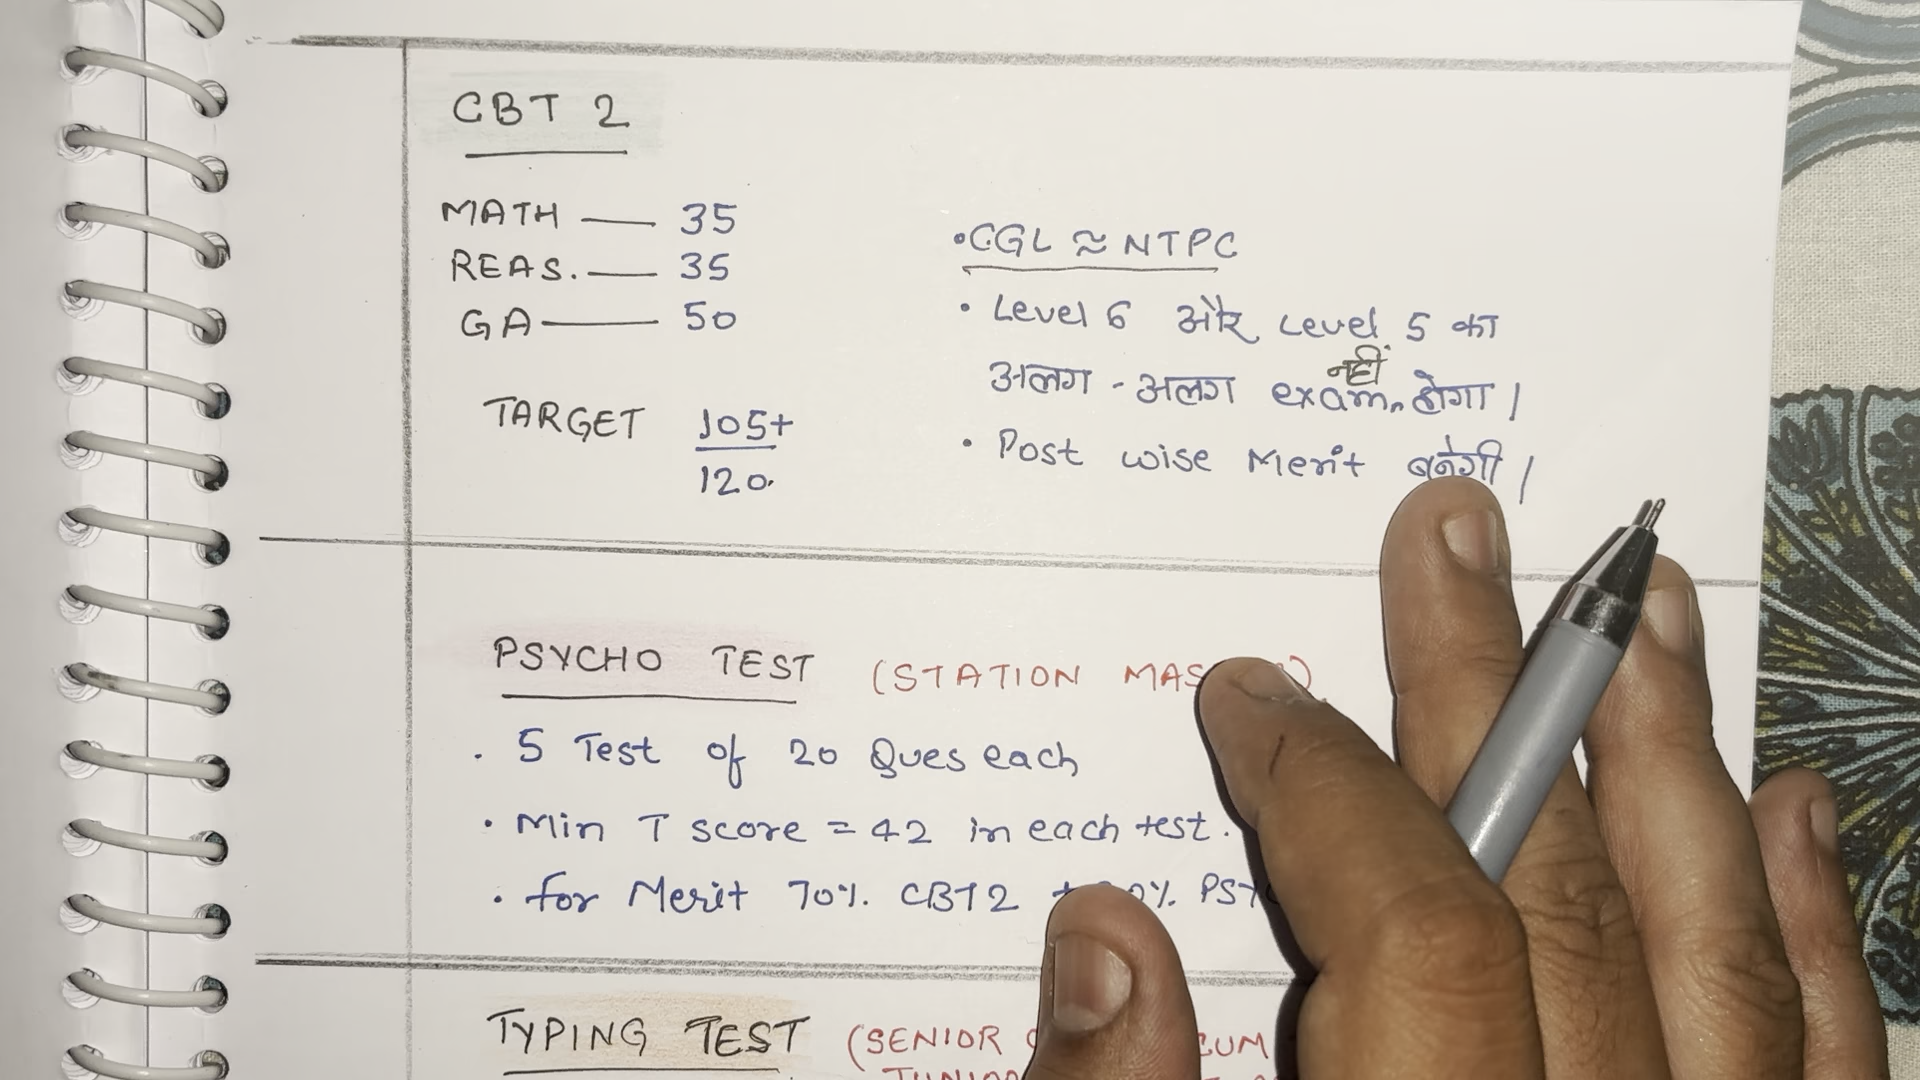 CBT 2
MATH — 35
REAS. — 35
GA — 50
TARGET 105+
120
• CGL ≈ NTPC
• Level 6 और Level 5 का
नहीं
अलग - अलग exam होगा।
• Post wise Merit बनेगी।
PSYCHO TEST (STATION
. 5 Test of 20 Ques each
• Min T score = 42 in each test.
• for Merit 70% CBT2
TYPING TEST (SENIOR